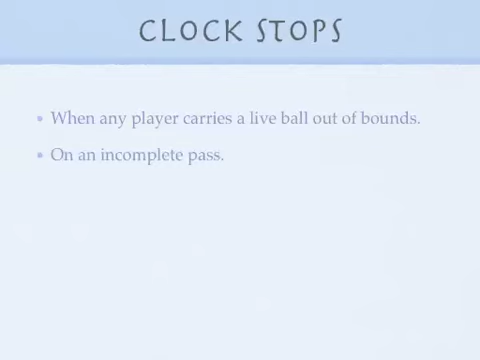 CLOCK STOPS
• When any player carries a live ball out of bounds.
• On an incomplete pass.